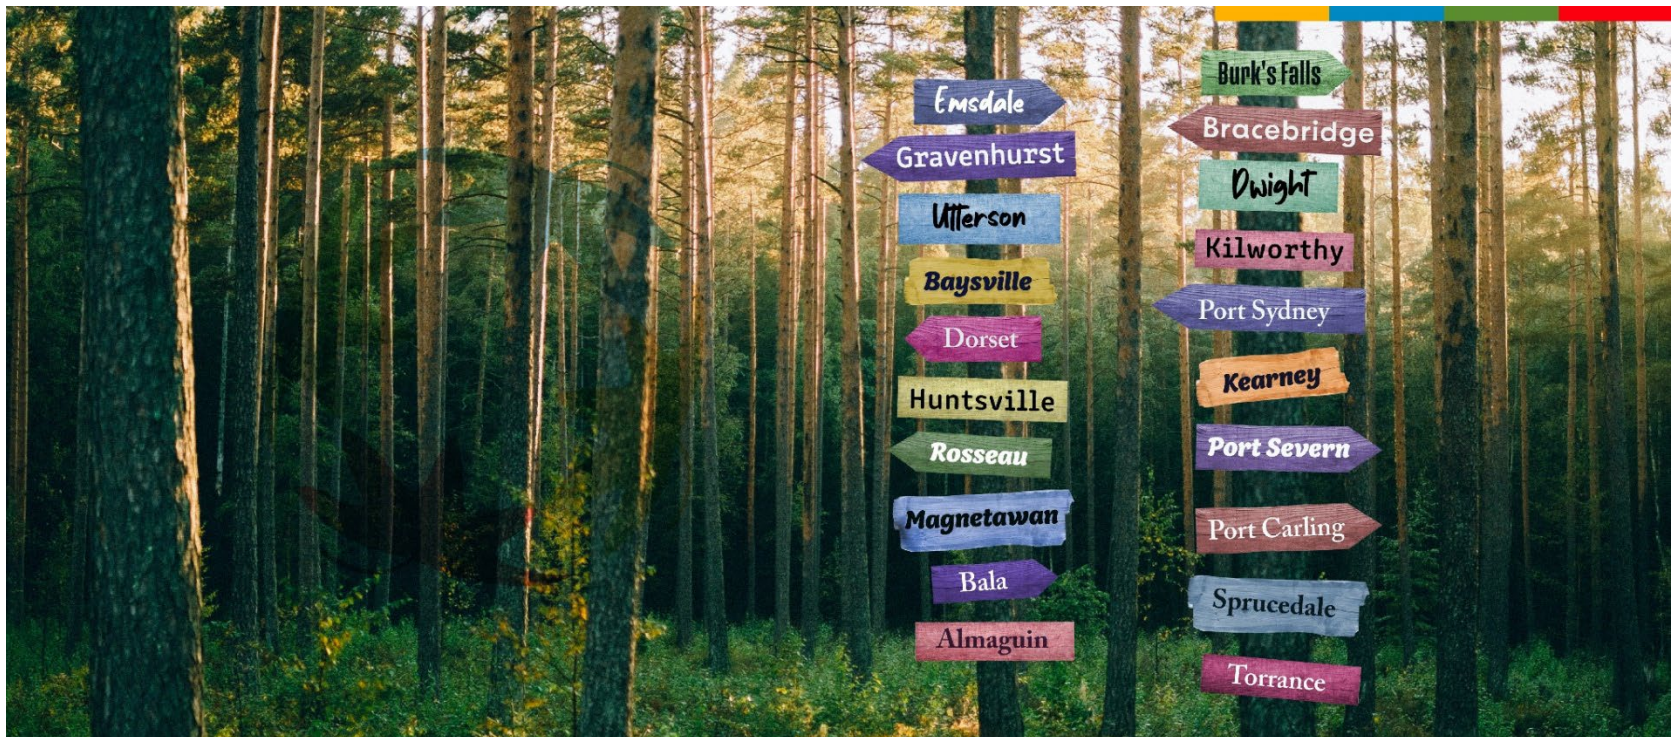 Emsdale
Gravenhurst
Utterson
Baysville
Dorset
Huntsville
Rosseau
Magnetawan
Bala
Almaguin
Burk's Falls
Bracebridge
Dwight
Kilworthy
Port Sydney
Kearney
Port Severn
Port Carling
Sprucedale
Torrance